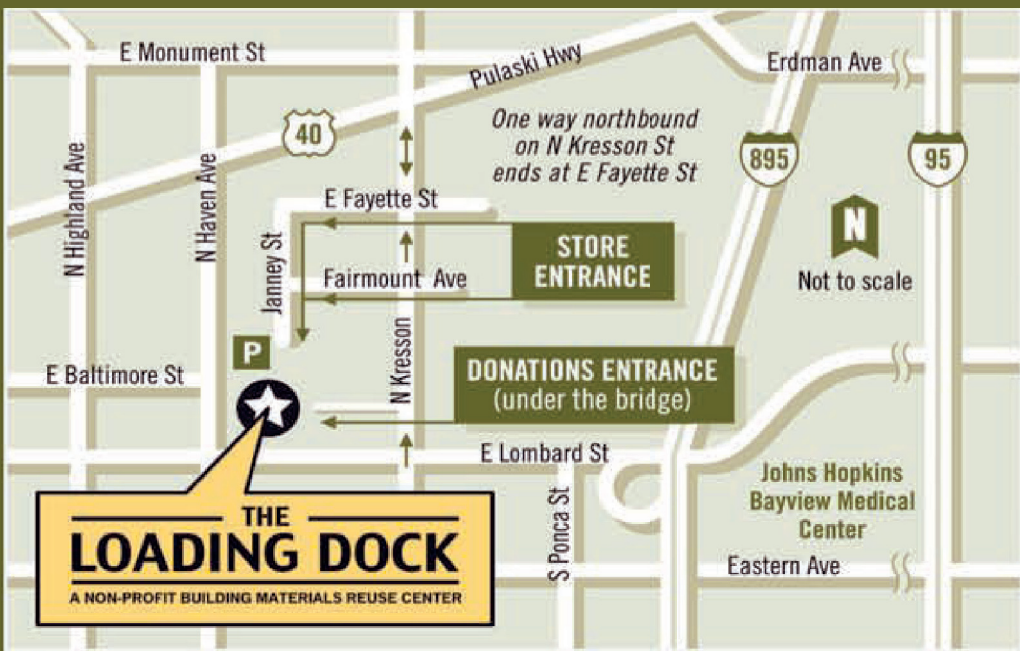 E Monument St
Pulaski Hwy
Erdman Ave
40
One way northbound
on N Kresson St
ends at E Fayette St
895
95
N Highland Ave
N Haven Ave
E Fayette St
N
Not to scale
STORE
ENTRANCE
Janney St
Fairmount Ave
P
N Kresson
E Baltimore St
DONATIONS ENTRANCE
(under the bridge)
E Lombard St
Johns Hopkins
Bayview Medical
Center
S Ponca St
Eastern Ave
THE
LOADING DOCK
A NON-PROFIT BUILDING MATERIALS REUSE CENTER